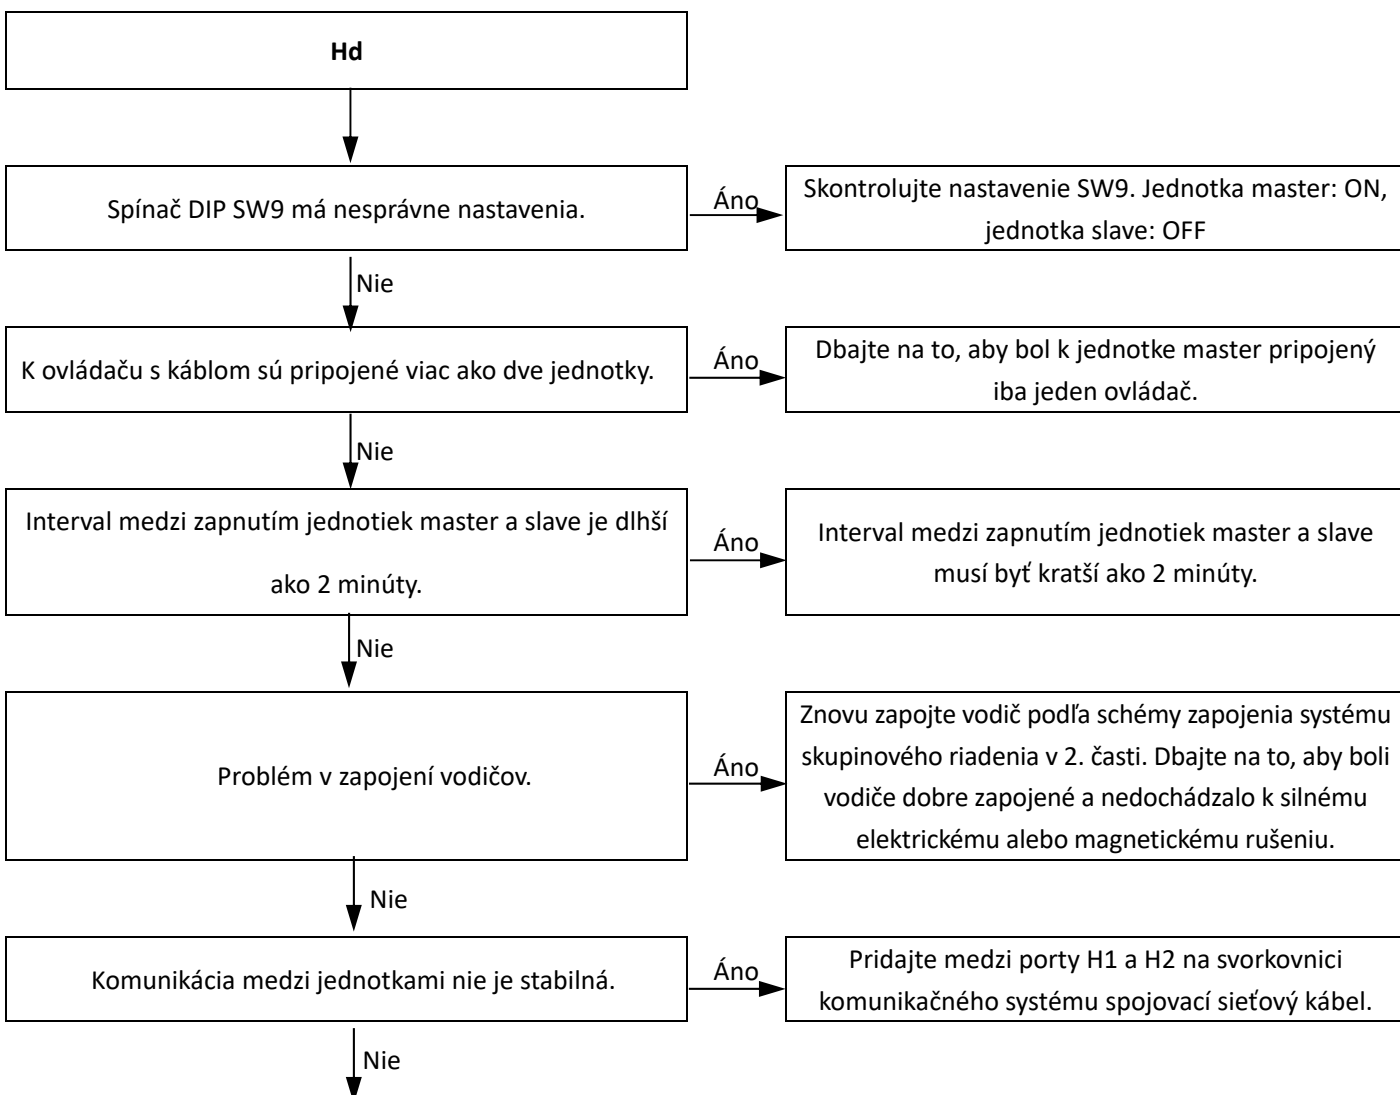 Hd
Spínač DIP SW9 má nesprávne nastavenia.
Áno
Skontrolujte nastavenie SW9. Jednotka master: ON,
jednotka slave: OFF
Nie
K ovládaču s káblom sú pripojené viac ako dve jednotky.
Áno
Dbajte na to, aby bol k jednotke master pripojený
iba jeden ovládač.
Nie
Interval medzi zapnutím jednotiek master a slave je dlhší
ako 2 minúty.
Áno
Interval medzi zapnutím jednotiek master a slave
musí byť kratší ako 2 minúty.
Nie
Problém v zapojení vodičov.
Áno
Znovu zapojte vodič podľa schémy zapojenia systému
skupinového riadenia v 2. časti. Dbajte na to, aby boli
vodiče dobre zapojené a nedochádzalo k silnému
elektrickému alebo magnetickému rušeniu.
Nie
Komunikácia medzi jednotkami nie je stabilná.
Áno
Pridajte medzi porty H1 a H2 na svorkovnici
komunikačného systému spojovací sieťový kábel.
Nie